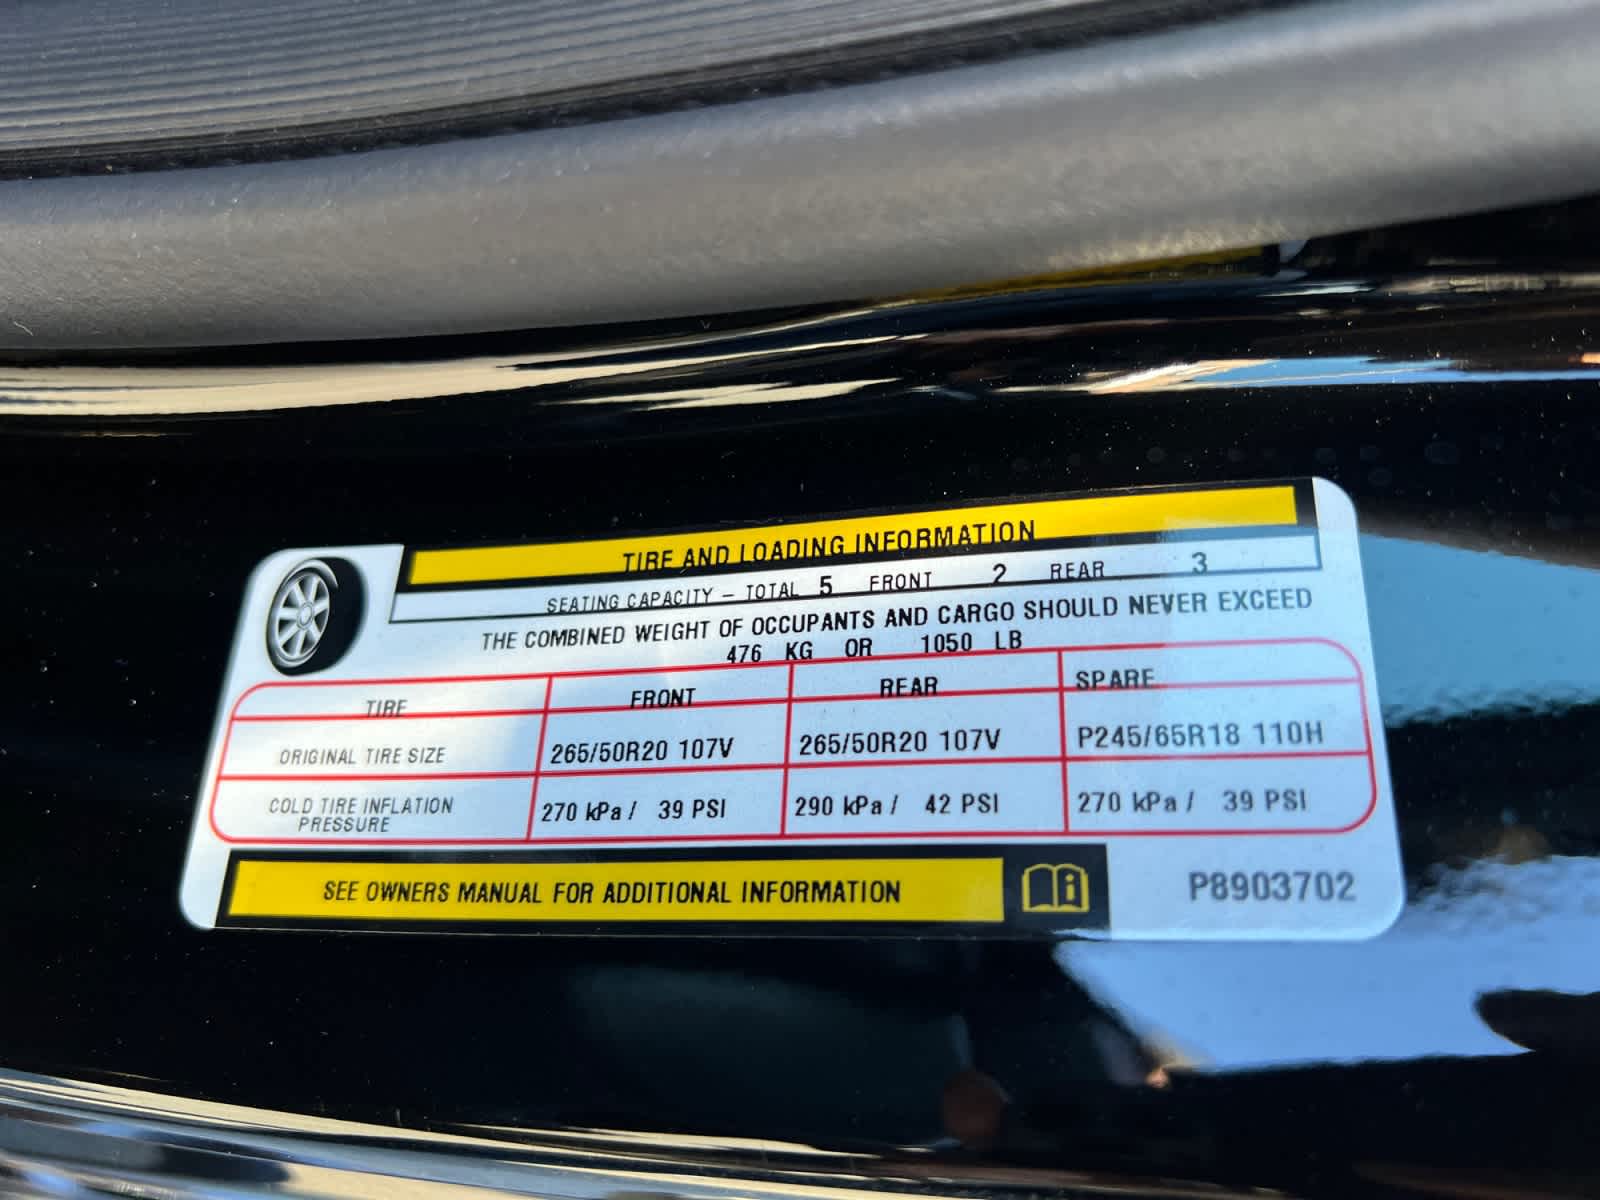 TIRE AND LOADING INFORMATION
SEATING CAPACITY – TOTAL 5 FRONT 2 REAR 3
THE COMBINED WEIGHT OF OCCUPANTS AND CARGO SHOULD NEVER EXCEED
476 KG OR 1050 LB
TIRE FRONT REAR SPARE
ORIGINAL TIRE SIZE 265/50R20 107V 265/50R20 107V P245/65R18 110H
COLD TIRE INFLATION
PRESSURE 270 kPa / 39 PSI 290 kPa / 42 PSI 270 kPa / 39 PSI
SEE OWNERS MANUAL FOR ADDITIONAL INFORMATION
P8903702